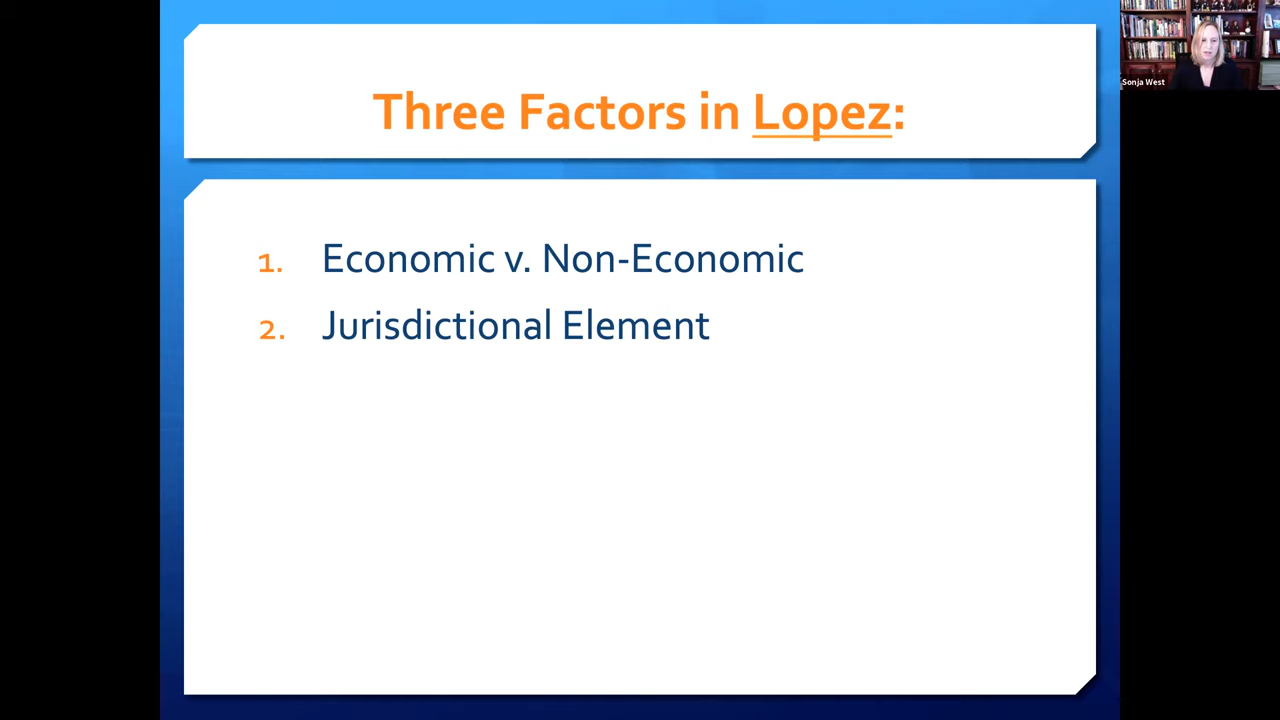 Three Factors in Lopez:
1. Economic v. Non-Economic
2. Jurisdictional Element
Sonja West